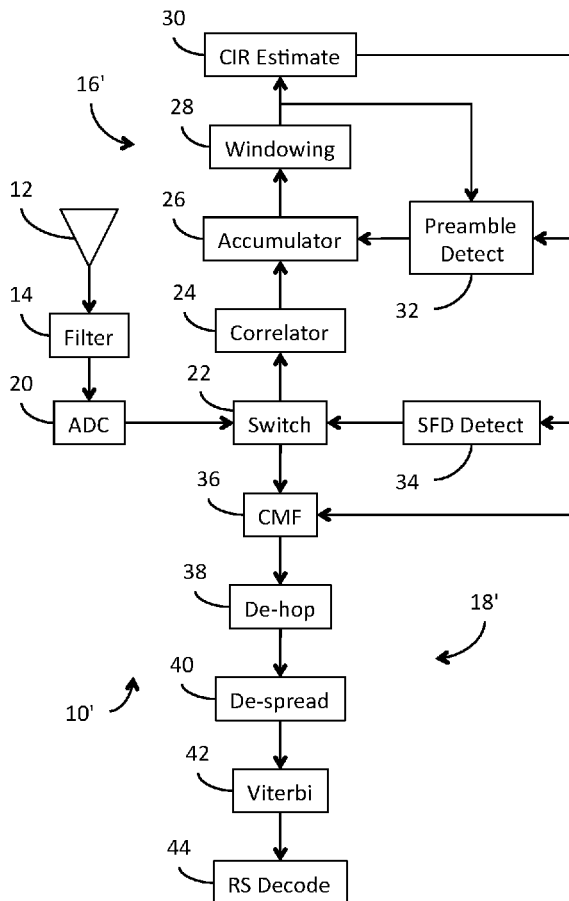 30
CIR Estimate
16'
28
Windowing
12
26
Accumulator
Preamble
Detect
32
14
Filter
24
Correlator
20
ADC
22
Switch
SFD Detect
34
36
CMF
38
De-hop
18'
40
De-spread
10'
42
Viterbi
44
RS Decode